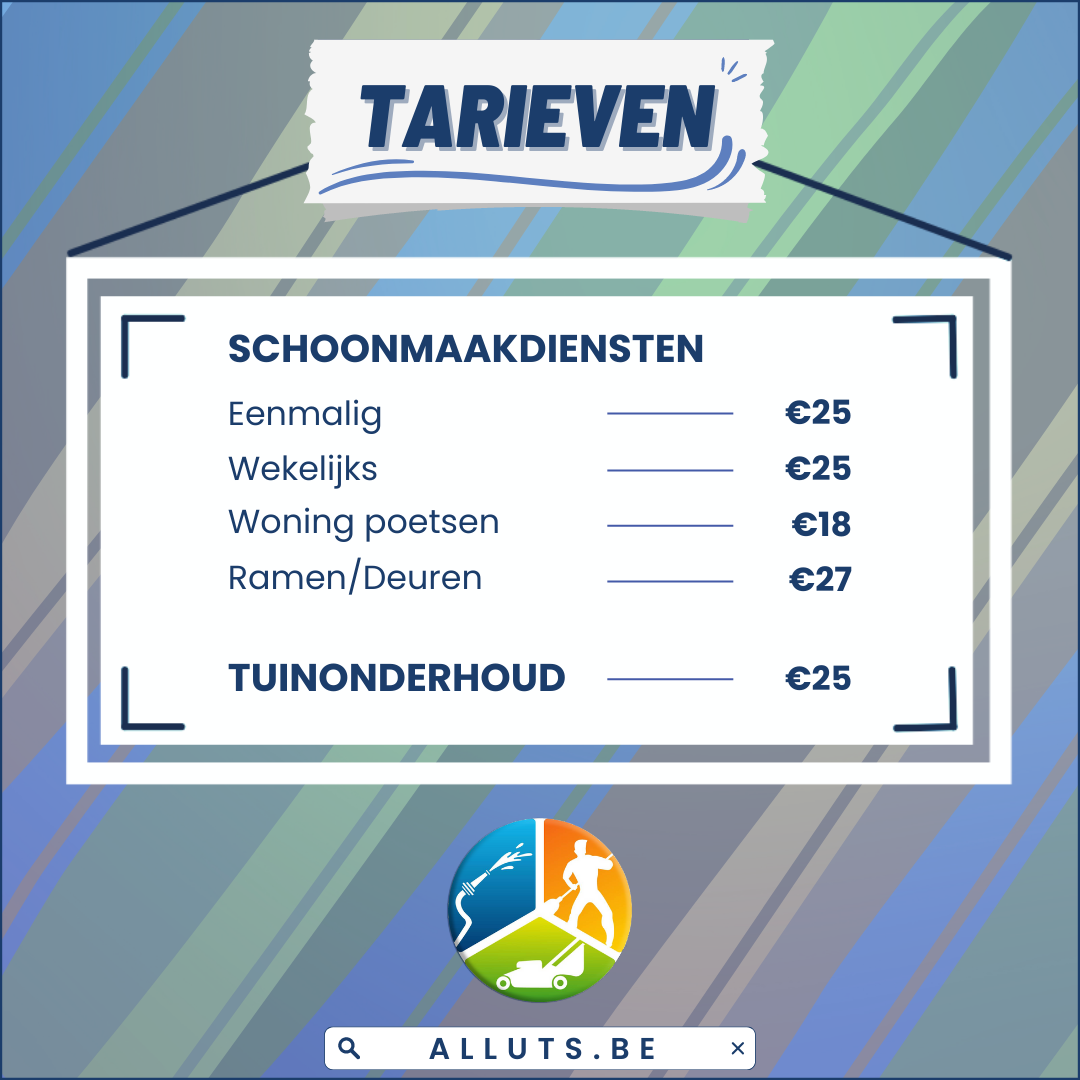 TARIEVEN
SCHOONMAAKDIENSTEN
Eenmalig €25
Wekelijks €25
Woning poetsen €18
Ramen/Deuren €27
TUINONDERHOUD €25
ALLUTS.BE